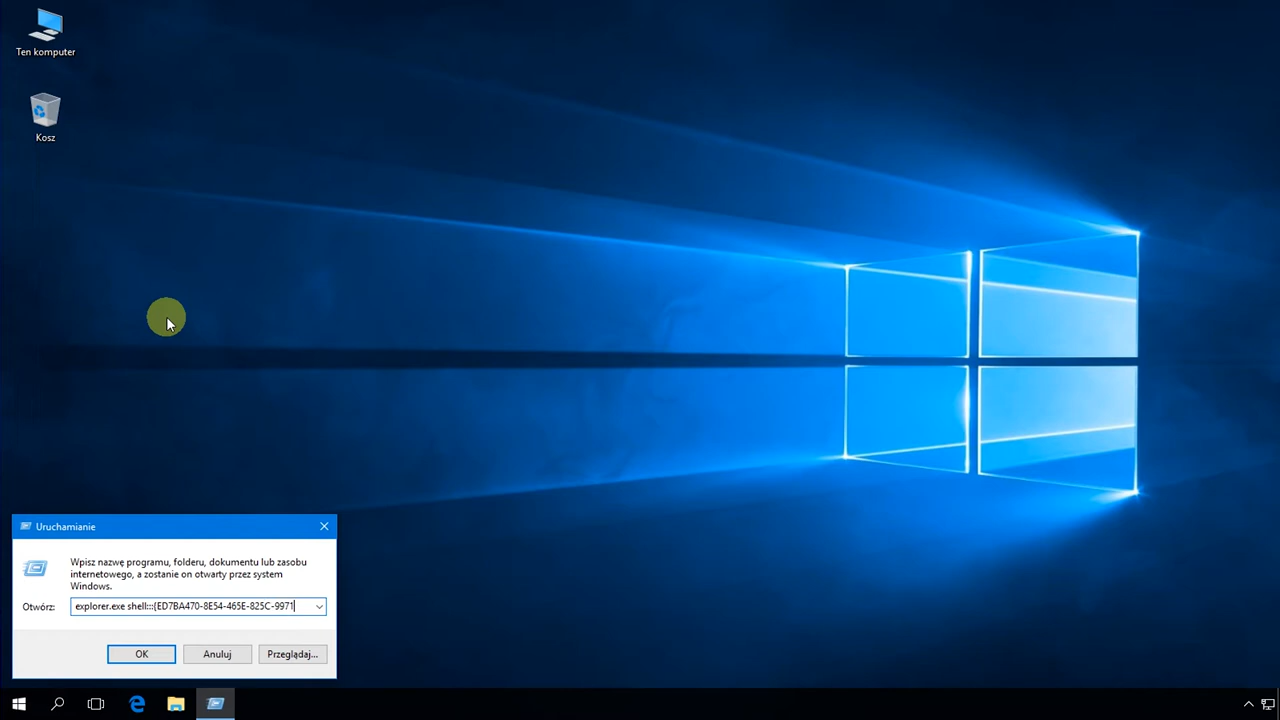 Ten komputer
Kosz
Uruchamianie
Wpisz nazwę programu, folderu, dokumentu lub zasobu
internetowego, a zostanie on otwarty przez system
Windows.
Otwórz: explorer.exe shell:::{ED7BA470-8E54-465E-825C-9971
OK Anuluj Przeglądaj...